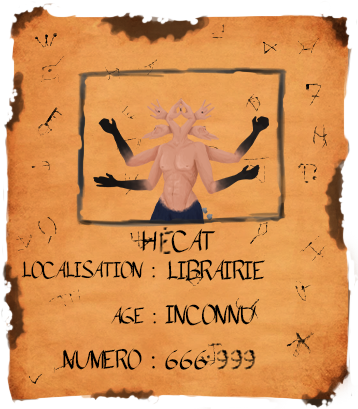 HÉCAT
LOCALISATION : LIBRAIRIE
AGE : INCONNU
NUMERO : 666-999